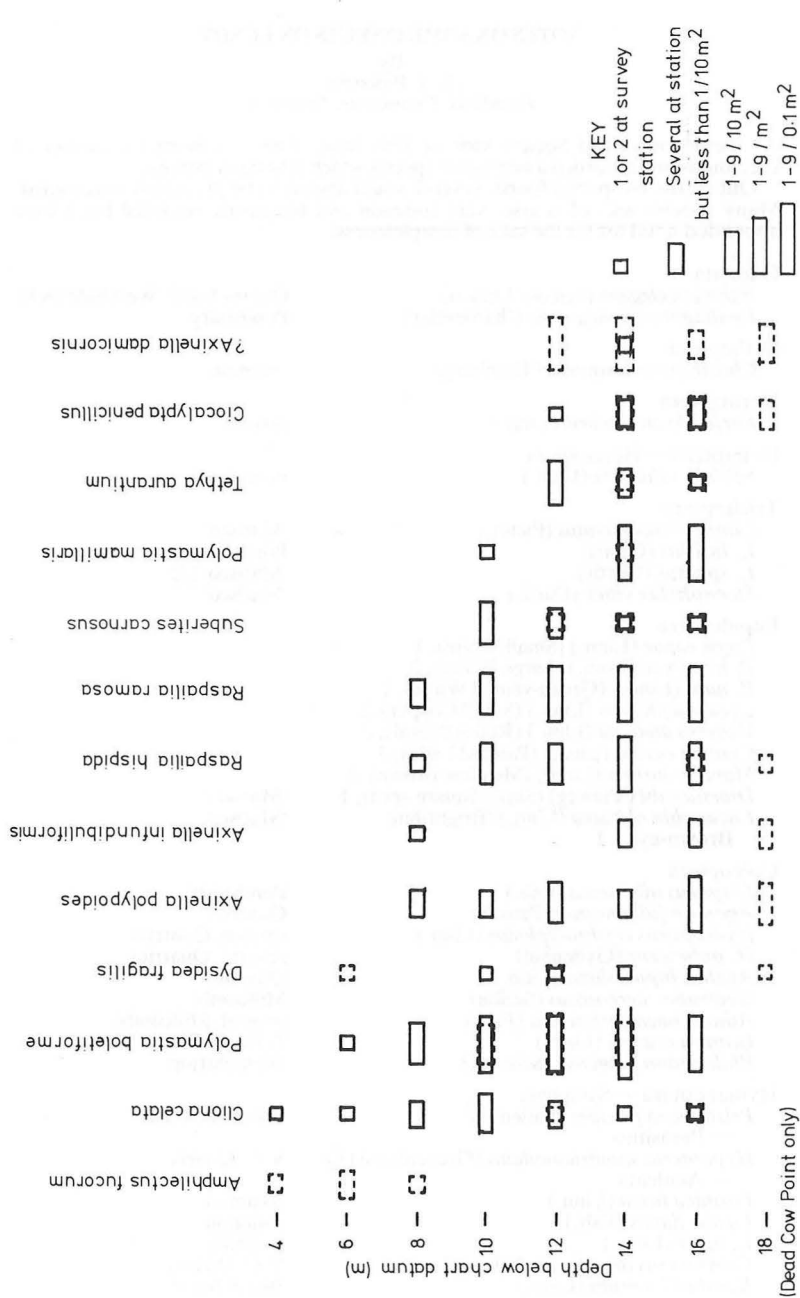 Amphilectus fucorum
Cliona celata
Polymastia boletiforme
Dysidea fragilis
Axinella polypoides
Axinella infundibuliformis
Raspailia hispida
Raspailia ramosa
Suberites carnosus
Polymastia mamillaris
Tethya aurantium
Ciocalypta penicillus
?Axinella damicornis
Depth below chart datum (m)
4
6
8
10
12
14
16
18
(Dead Cow Point only)
KEY
1 or 2 at survey
station
Several at station
but less than 1/10 m²
1-9 / 10 m²
1-9 / m²
1-9 / 0·1 m²